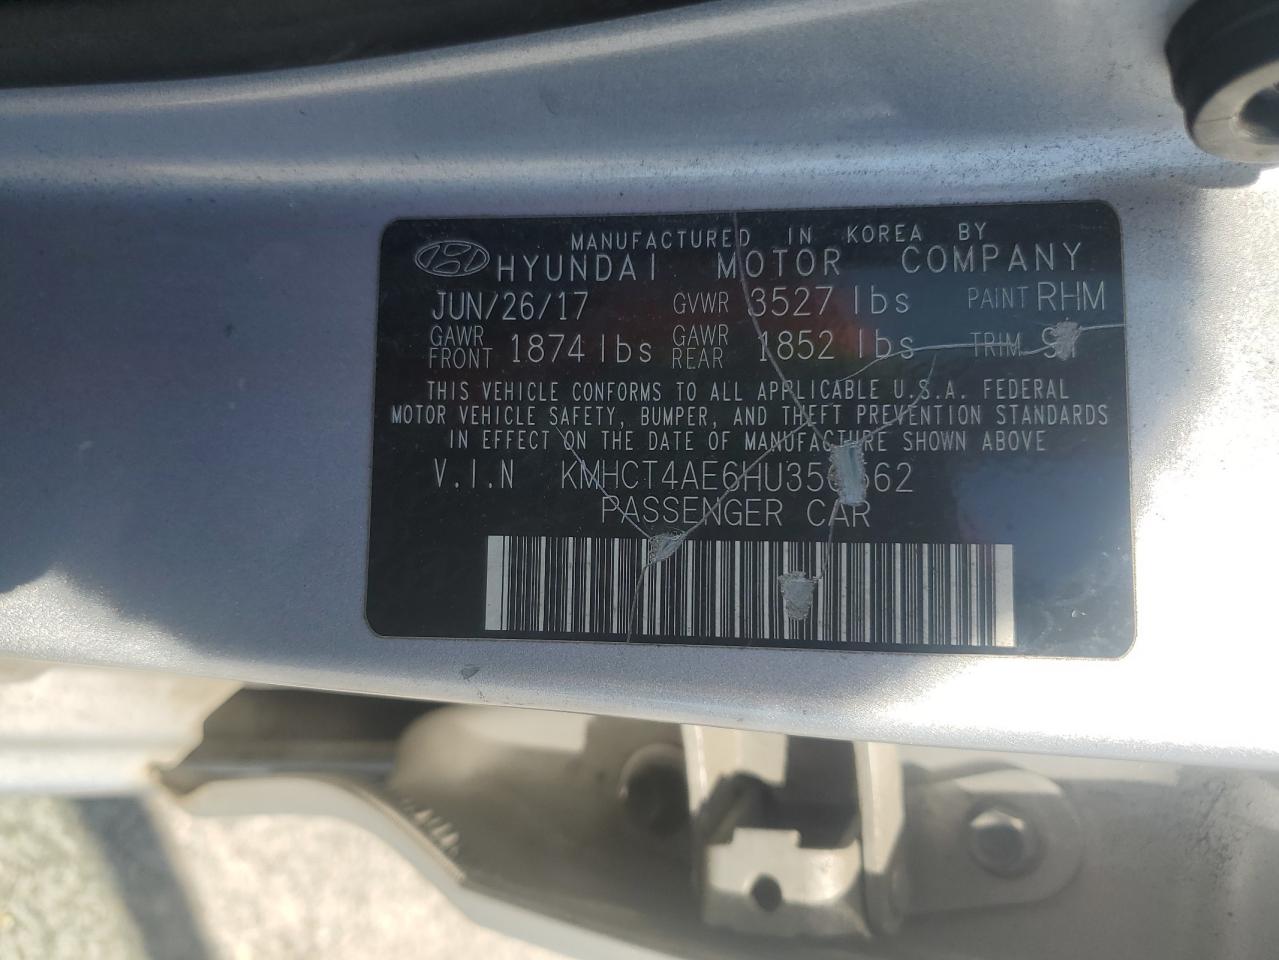 MANUFACTURED IN KOREA BY
HYUNDAI MOTOR COMPANY
JUN/26/17 GVWR 3527 lbs PAINT RHM
GAWR FRONT 1874 lbs GAWR REAR 1852 lbs TRIM
THIS VEHICLE CONFORMS TO ALL APPLICABLE U.S.A. FEDERAL
MOTOR VEHICLE SAFETY, BUMPER, AND THEFT PREVENTION STANDARDS
IN EFFECT ON THE DATE OF MANUFACTURE SHOWN ABOVE
V.I.N
PASSENGER CAR